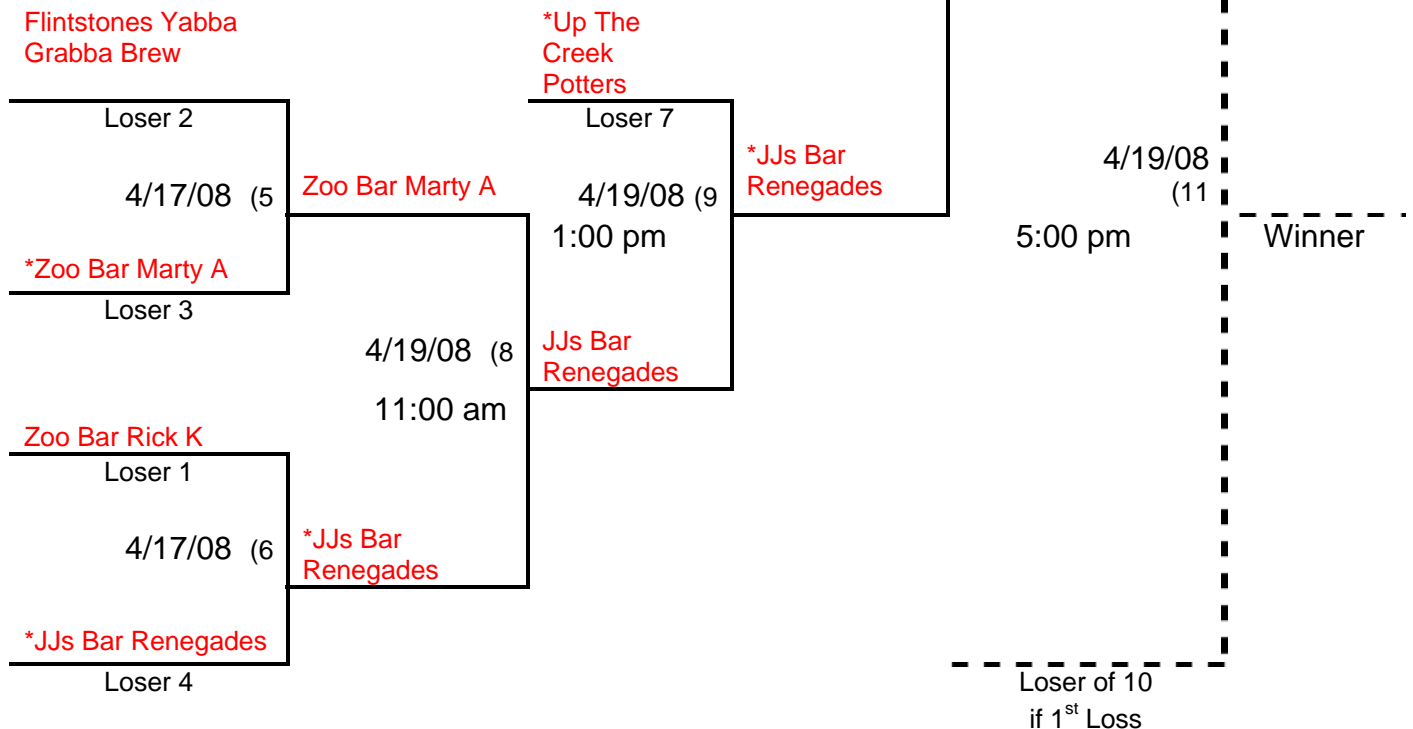 Flintstones Yabba
Grabba Brew
*Up The
Creek
Potters
Loser 2
Loser 7
4/17/08 (5
Zoo Bar Marty A
4/19/08 (9
1:00 pm
*JJs Bar
Renegades
4/19/08
(11
5:00 pm
Winner
*Zoo Bar Marty A
Loser 3
4/19/08 (8
11:00 am
JJs Bar
Renegades
Zoo Bar Rick K
Loser 1
4/17/08 (6
*JJs Bar
Renegades
*JJs Bar Renegades
Loser 4
Loser of 10
if 1st Loss